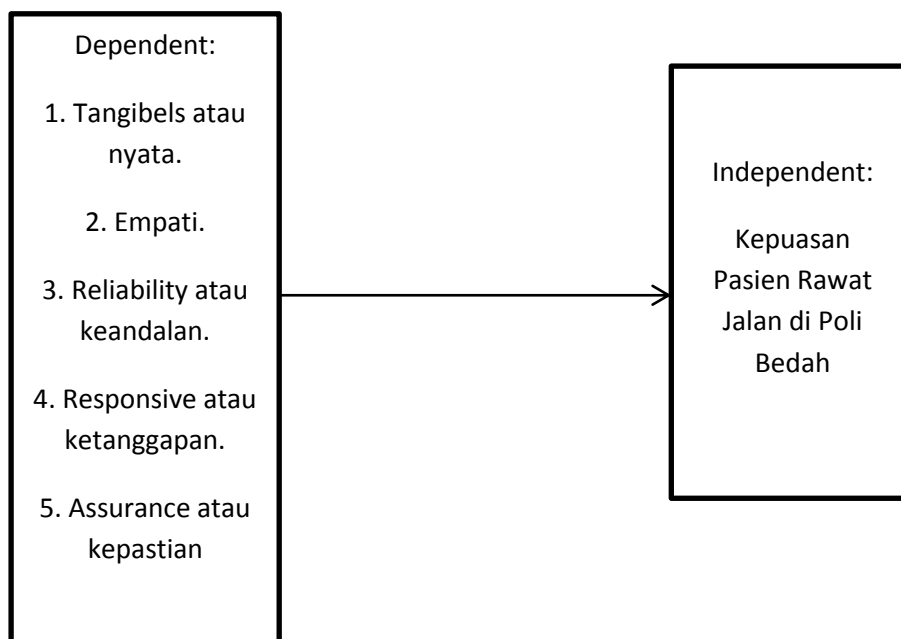 Dependent:
1. Tangibels atau
nyata.
2. Empati.
3. Reliability atau
keandalan.
4. Responsive atau
ketanggapan.
5. Assurance atau
kepastian
Independent:
Kepuasan
Pasien Rawat
Jalan di Poli
Bedah